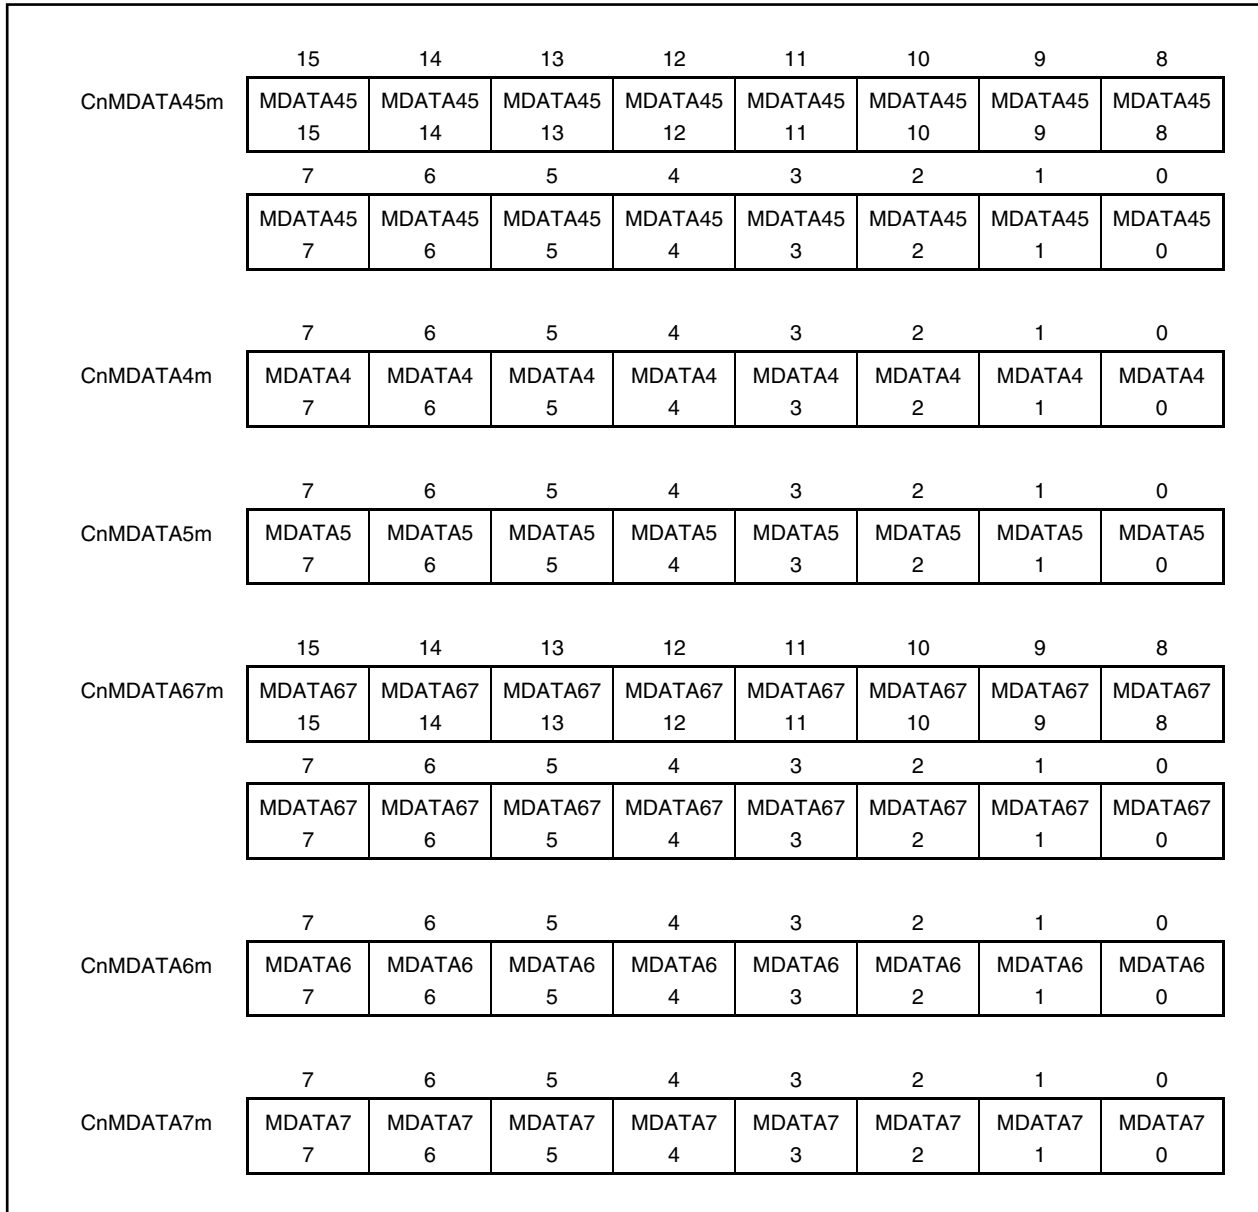 15 14 13 12 11 10 9 8
CnMDATA45m MDATA45 MDATA45 MDATA45 MDATA45 MDATA45 MDATA45 MDATA45 MDATA45
15 14 13 12 11 10 9 8
7 6 5 4 3 2 1 0
MDATA45 MDATA45 MDATA45 MDATA45 MDATA45 MDATA45 MDATA45 MDATA45
7 6 5 4 3 2 1 0
7 6 5 4 3 2 1 0
CnMDATA4m MDATA4 MDATA4 MDATA4 MDATA4 MDATA4 MDATA4 MDATA4 MDATA4
7 6 5 4 3 2 1 0
7 6 5 4 3 2 1 0
CnMDATA5m MDATA5 MDATA5 MDATA5 MDATA5 MDATA5 MDATA5 MDATA5 MDATA5
7 6 5 4 3 2 1 0
15 14 13 12 11 10 9 8
CnMDATA67m MDATA67 MDATA67 MDATA67 MDATA67 MDATA67 MDATA67 MDATA67 MDATA67
15 14 13 12 11 10 9 8
7 6 5 4 3 2 1 0
MDATA67 MDATA67 MDATA67 MDATA67 MDATA67 MDATA67 MDATA67 MDATA67
7 6 5 4 3 2 1 0
7 6 5 4 3 2 1 0
CnMDATA6m MDATA6 MDATA6 MDATA6 MDATA6 MDATA6 MDATA6 MDATA6 MDATA6
7 6 5 4 3 2 1 0
7 6 5 4 3 2 1 0
CnMDATA7m MDATA7 MDATA7 MDATA7 MDATA7 MDATA7 MDATA7 MDATA7 MDATA7
7 6 5 4 3 2 1 0